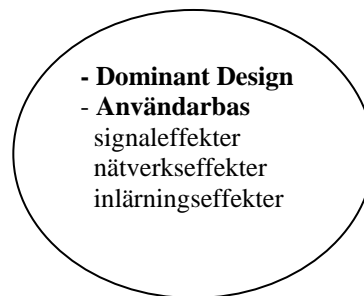 - Dominant Design
- Användarbas
signaleffekter
nätverkseffekter
inlärningseffekter